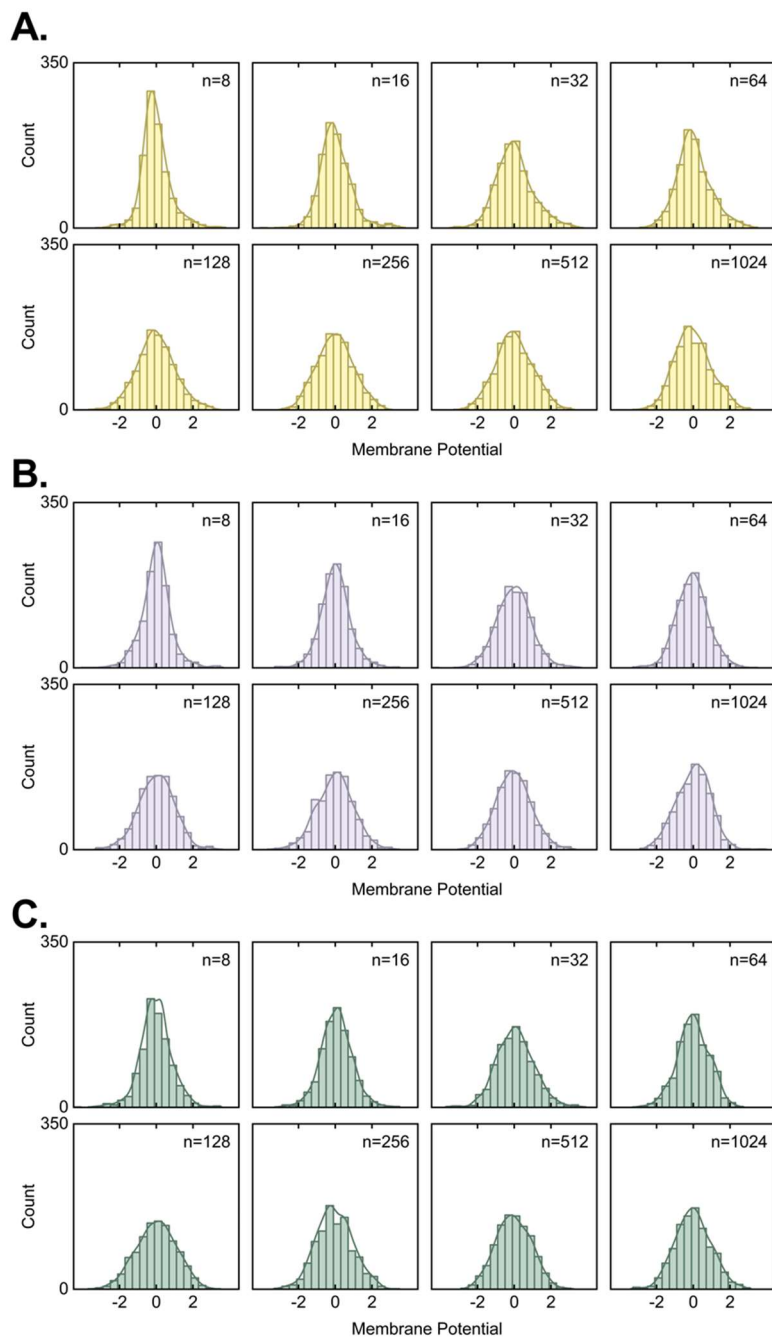 A.
350
n=8 n=16 n=32 n=64
Count
0
350
n=128 n=256 n=512 n=1024
Count
0
-2 0 2 -2 0 2 -2 0 2 -2 0 2
Membrane Potential
B.
350
n=8 n=16 n=32 n=64
Count
0
350
n=128 n=256 n=512 n=1024
Count
0
-2 0 2 -2 0 2 -2 0 2 -2 0 2
Membrane Potential
C.
350
n=8 n=16 n=32 n=64
Count
0
350
n=128 n=256 n=512 n=1024
Count
0
-2 0 2 -2 0 2 -2 0 2 -2 0 2
Membrane Potential